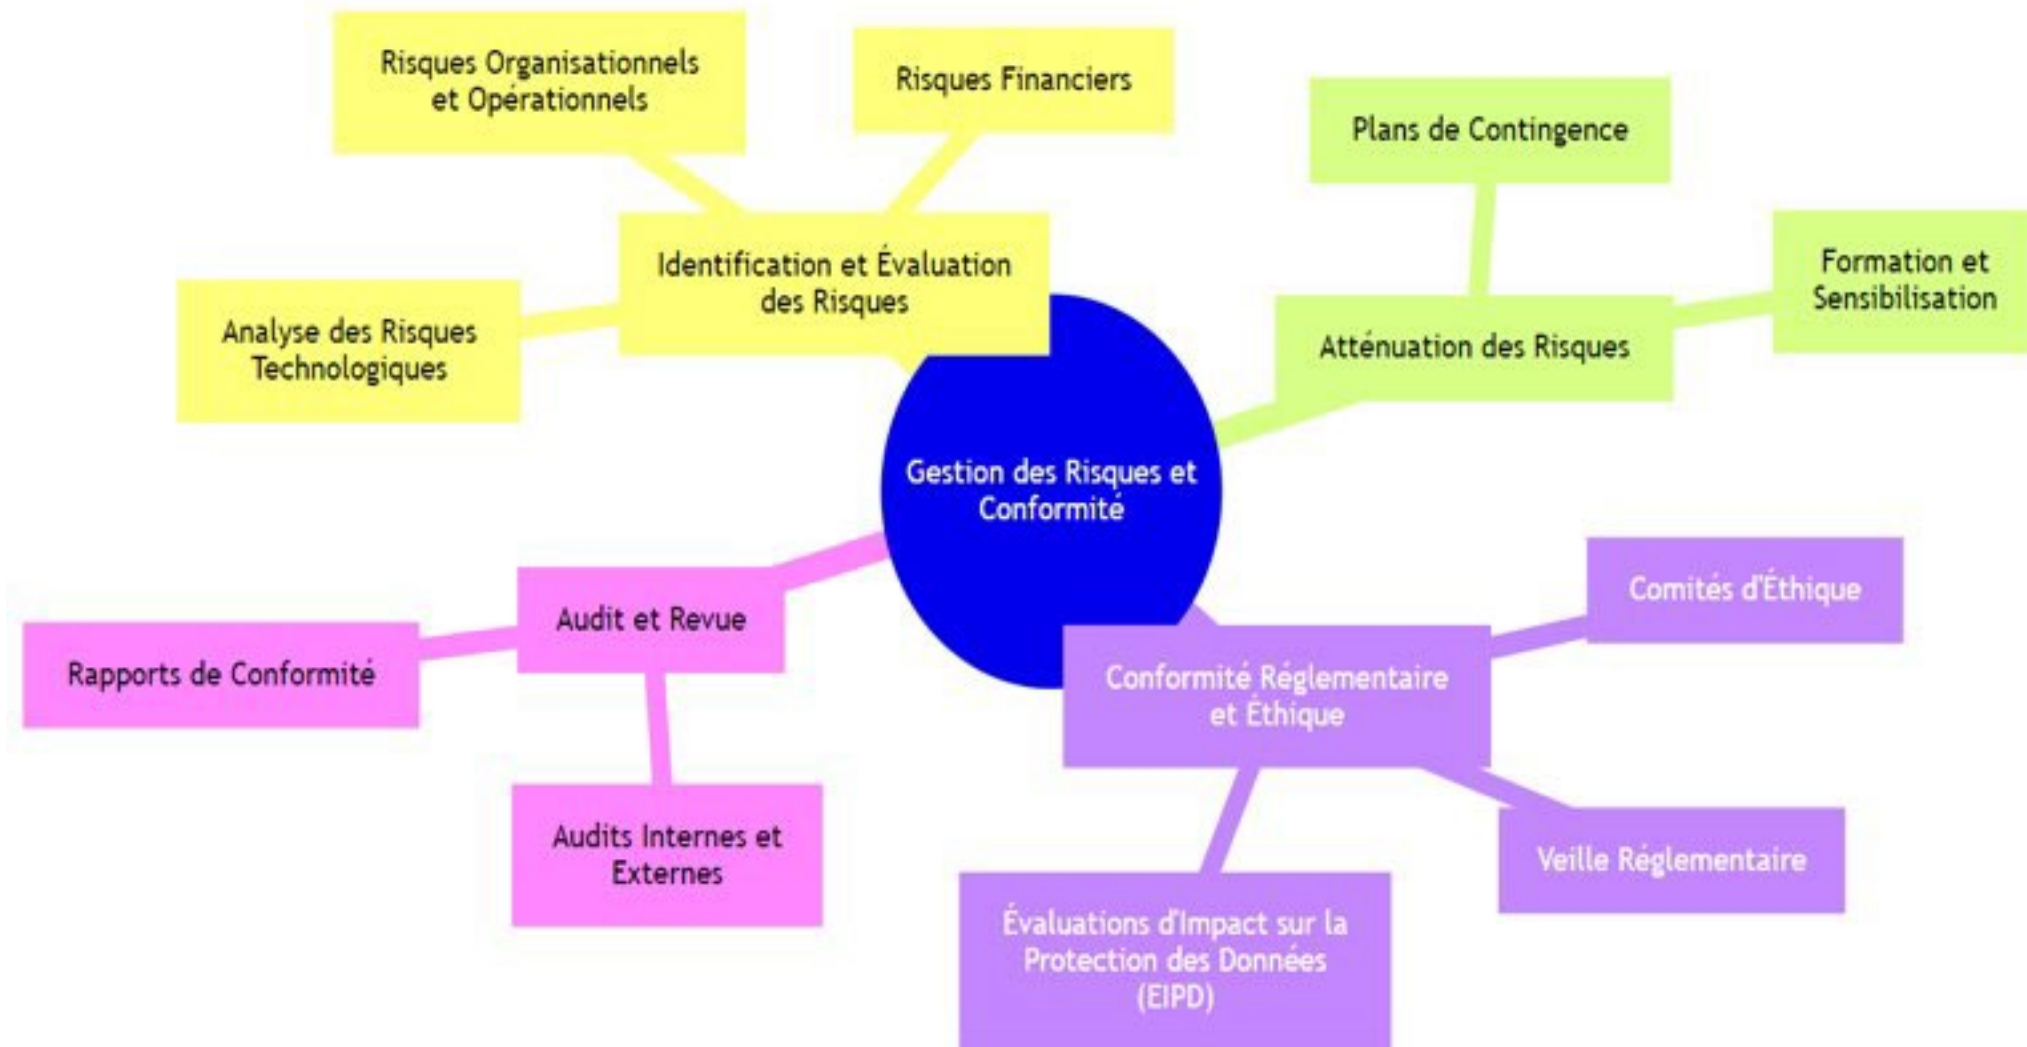 Risques Organisationnels
et Opérationnels
Risques Financiers
Plans de Contingence
Formation et
Sensibilisation
Identification et Évaluation
des Risques
Analyse des Risques
Technologiques
Atténuation des Risques
Gestion des Risques et
Conformité
Comités d'Éthique
Audit et Revue
Rapports de Conformité
Conformité Réglementaire
et Éthique
Audits Internes et
Externes
Veille Réglementaire
Évaluations d'Impact sur la
Protection des Données
(EIPD)